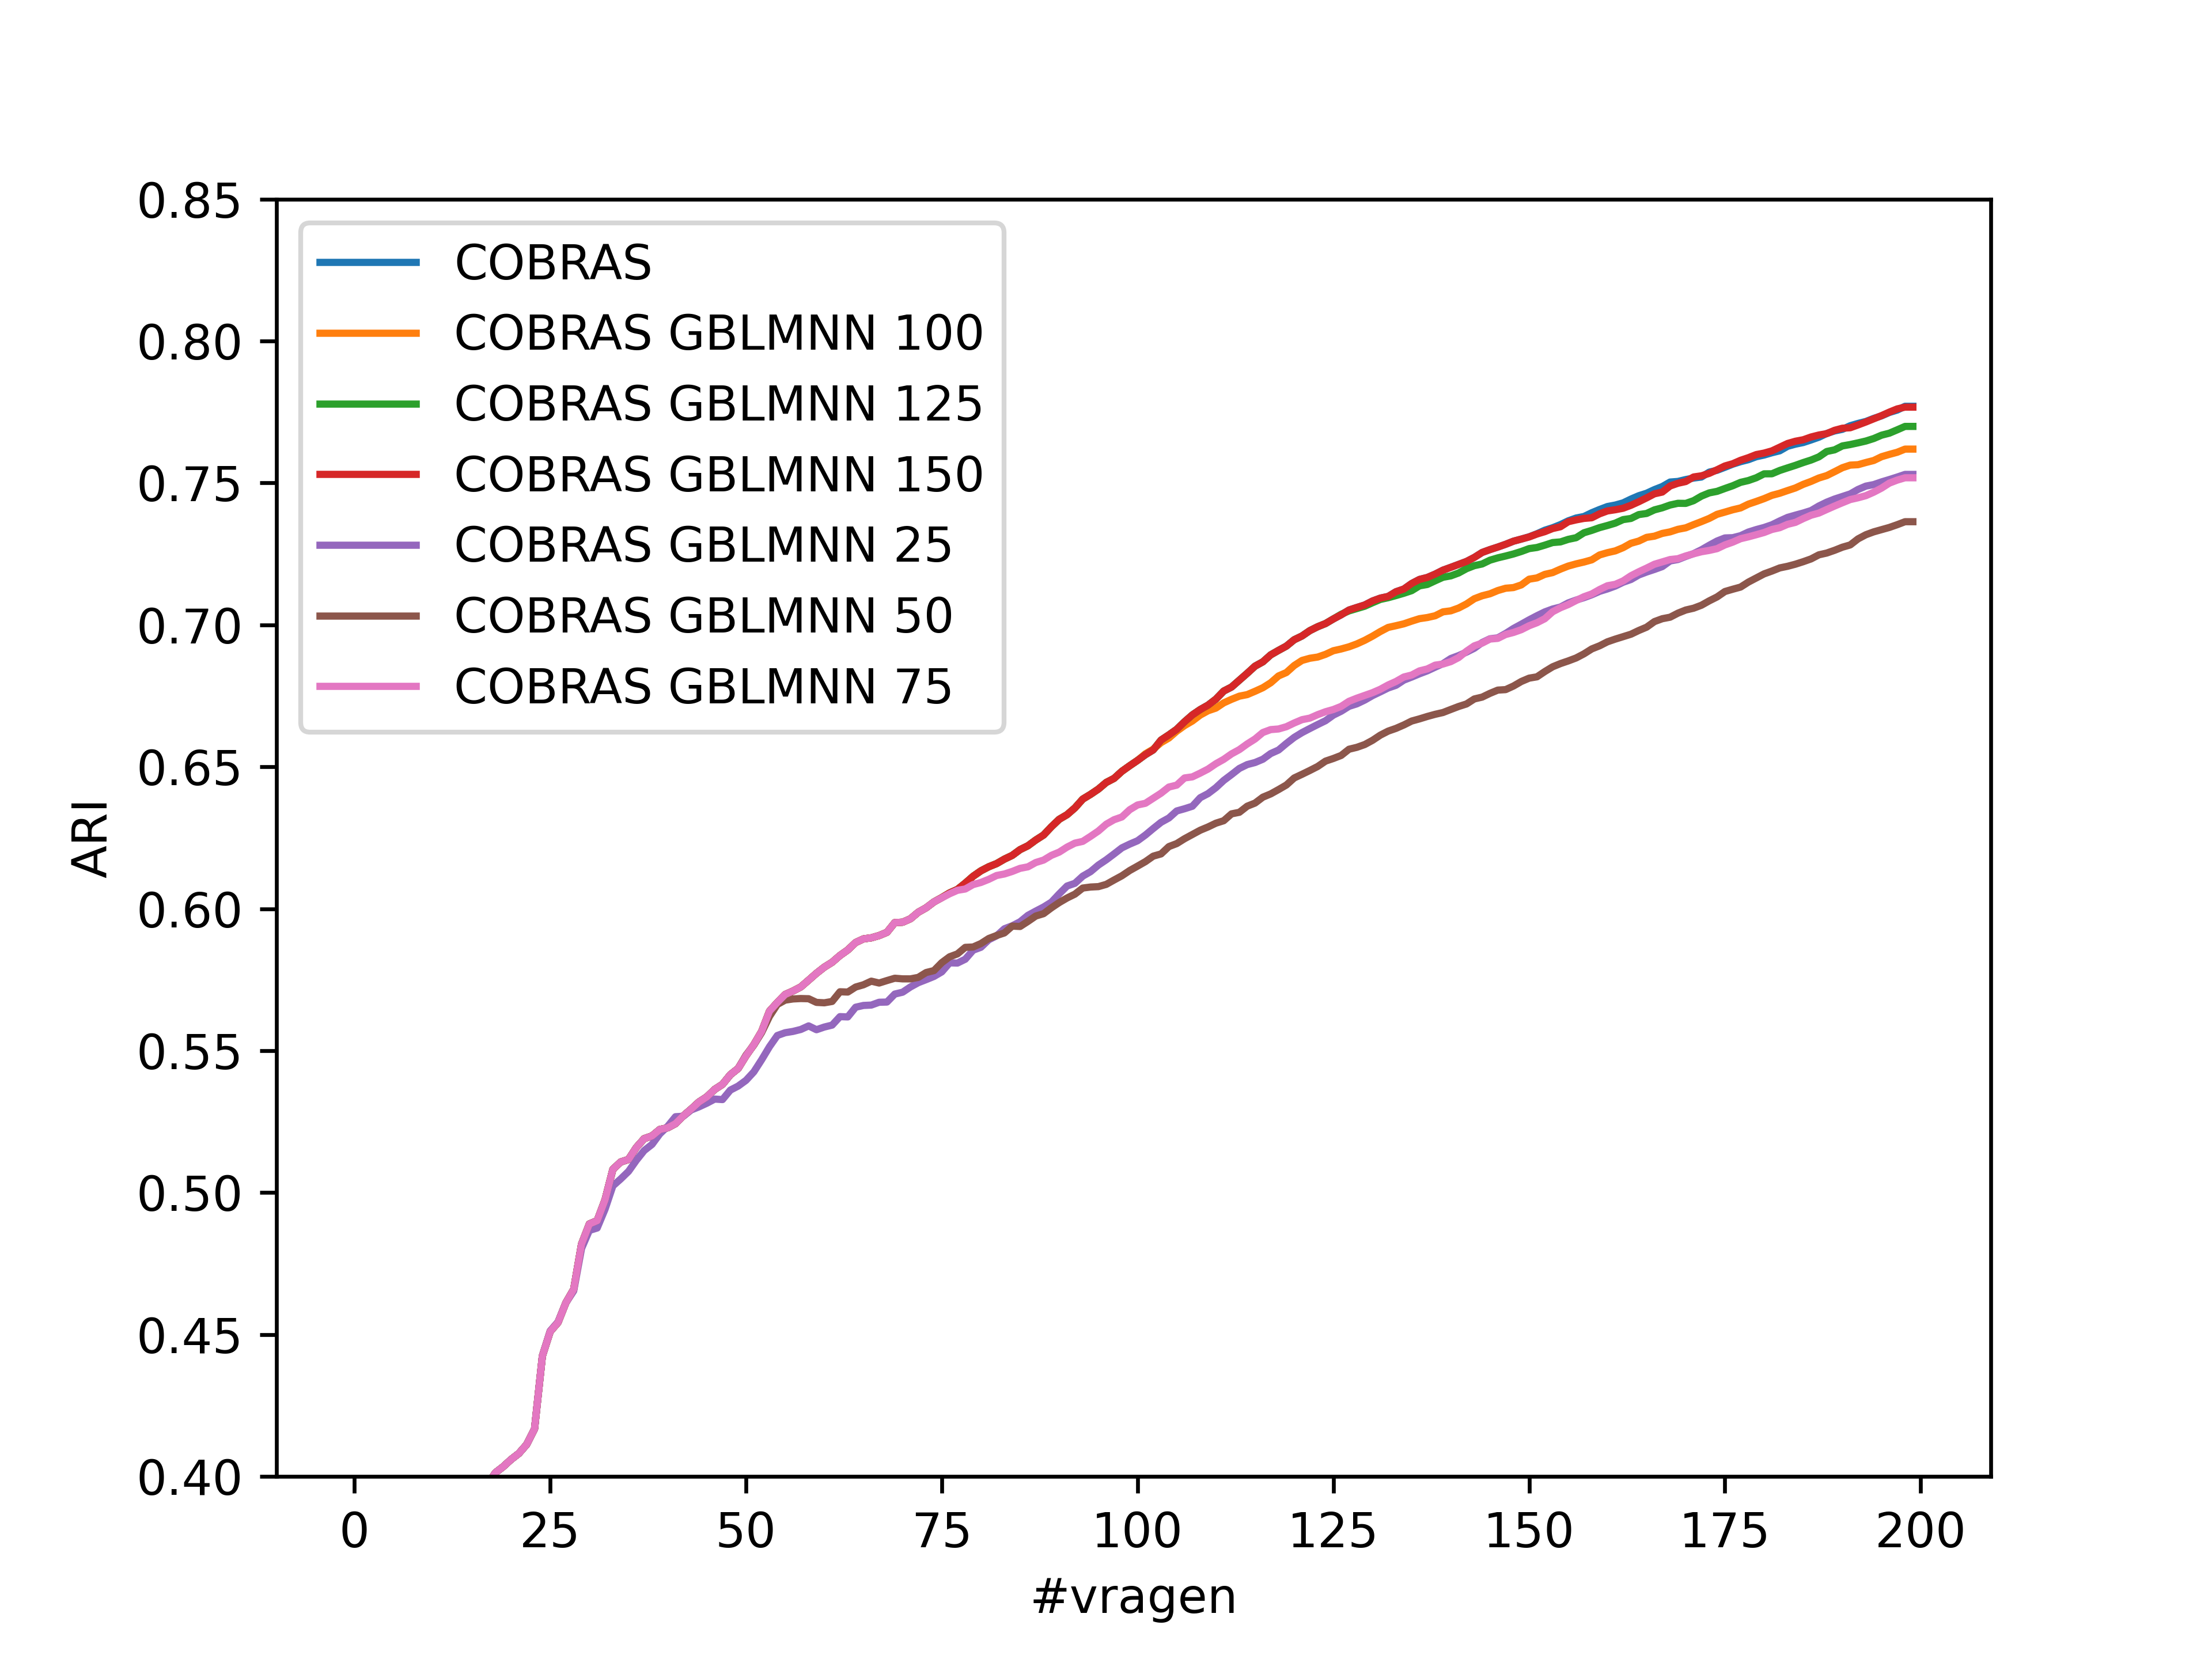 0.85
0.80
0.75
0.70
0.65
0.60
0.55
0.50
0.45
0.40
ARI
COBRAS
COBRAS GBLMNN 100
COBRAS GBLMNN 125
COBRAS GBLMNN 150
COBRAS GBLMNN 25
COBRAS GBLMNN 50
COBRAS GBLMNN 75
0 25 50 75 100 125 150 175 200
#vragen